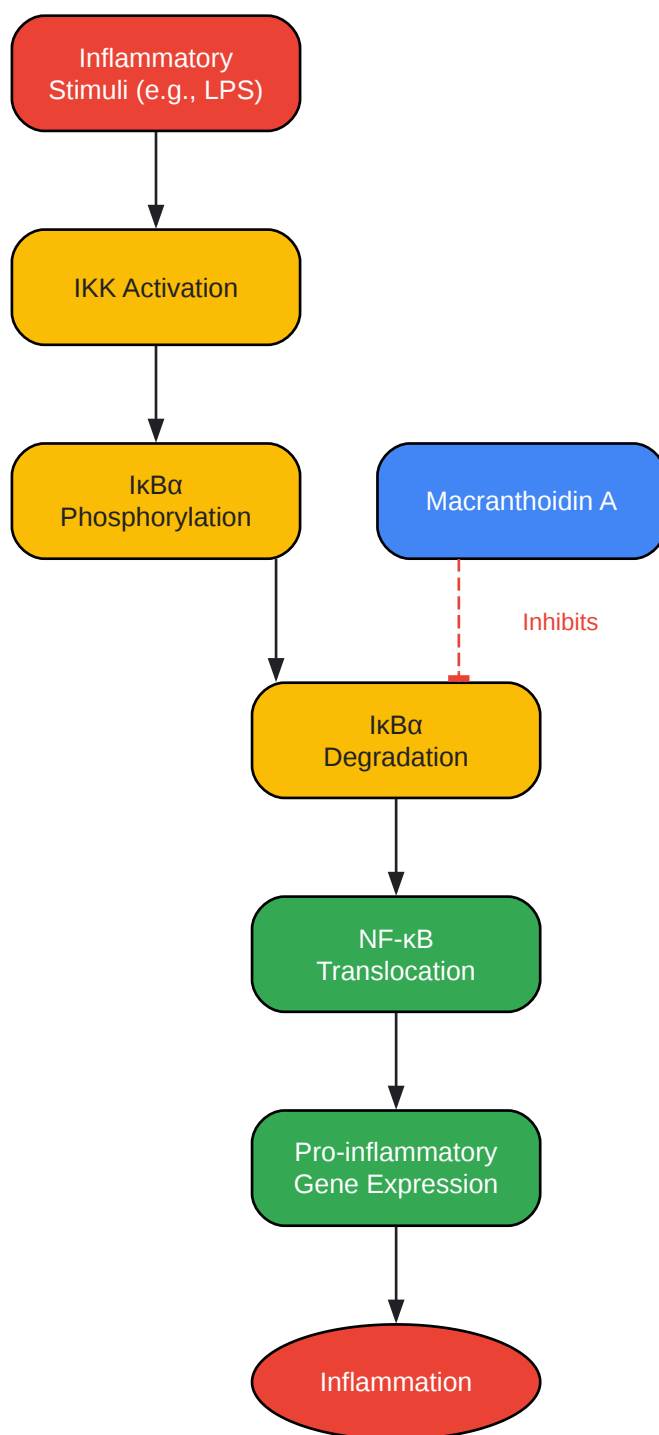 Inflammatory
Stimuli (e.g., LPS)
IKK Activation
IκBα
Phosphorylation
Macranthoidin A
Inhibits
IκBα
Degradation
NF-κB
Translocation
Pro-inflammatory
Gene Expression
Inflammation